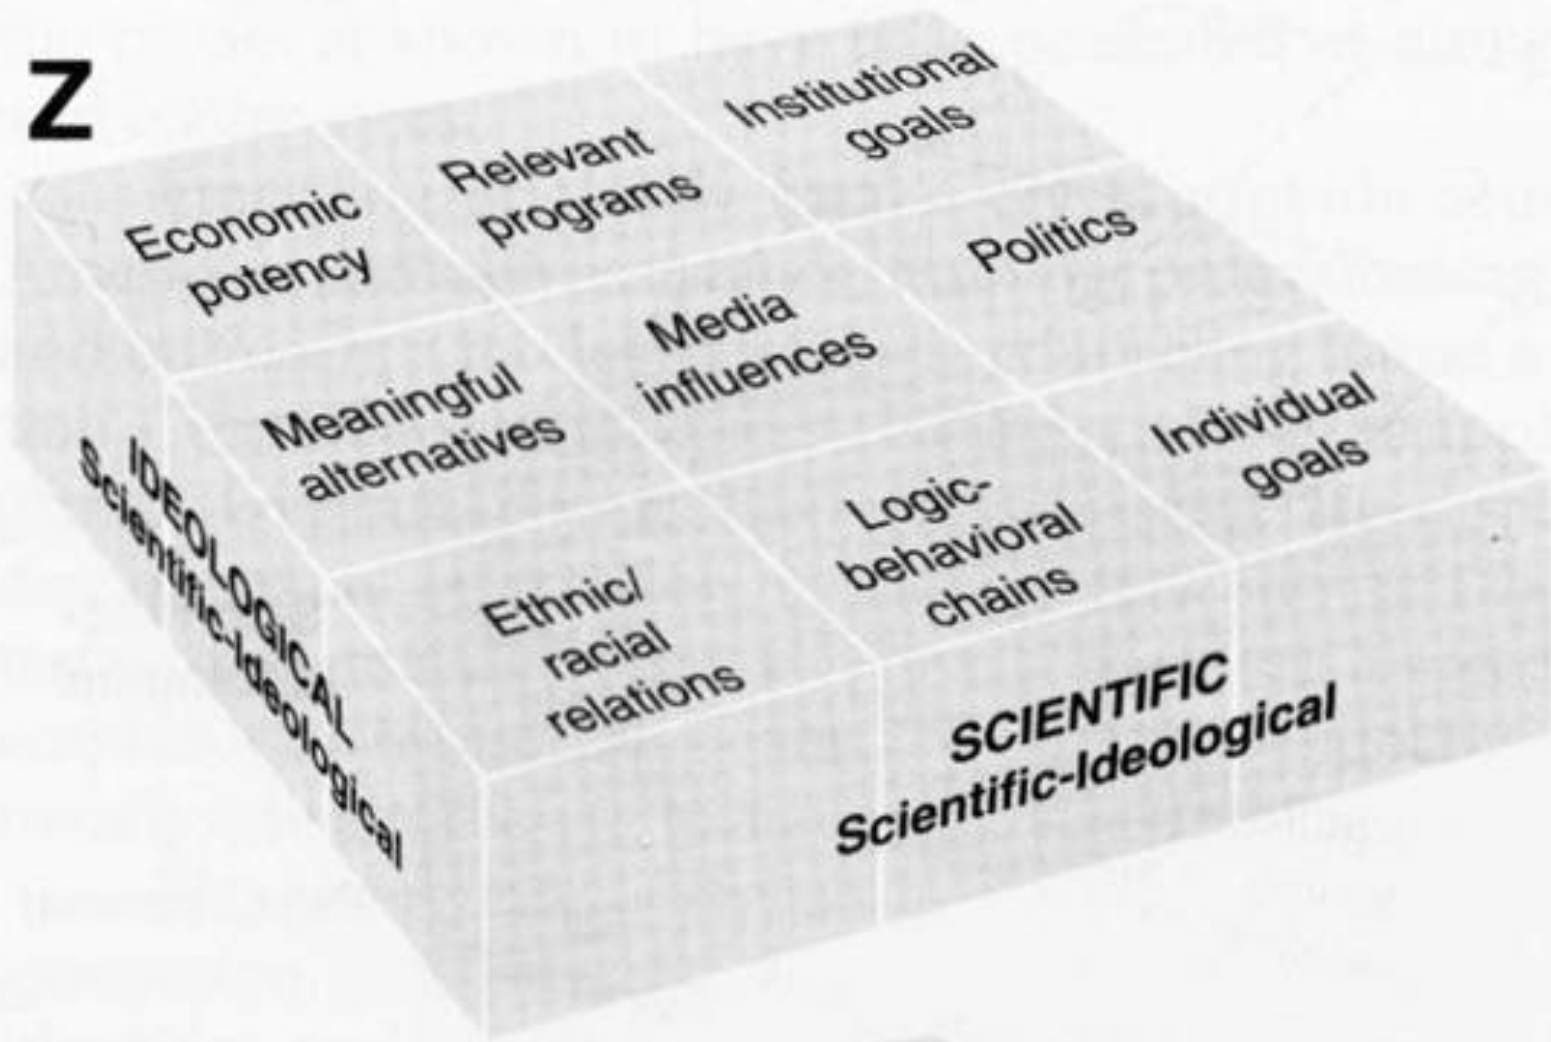 Z
Economic
potency
Relevant
programs
Institutional
goals
Meaningful
alternatives
Media
influences
Politics
Ethnic/
racial
relations
Logic-
behavioral
chains
Individual
goals
IDEOLOGICAL
Scientific-Ideological
SCIENTIFIC
Scientific-Ideological